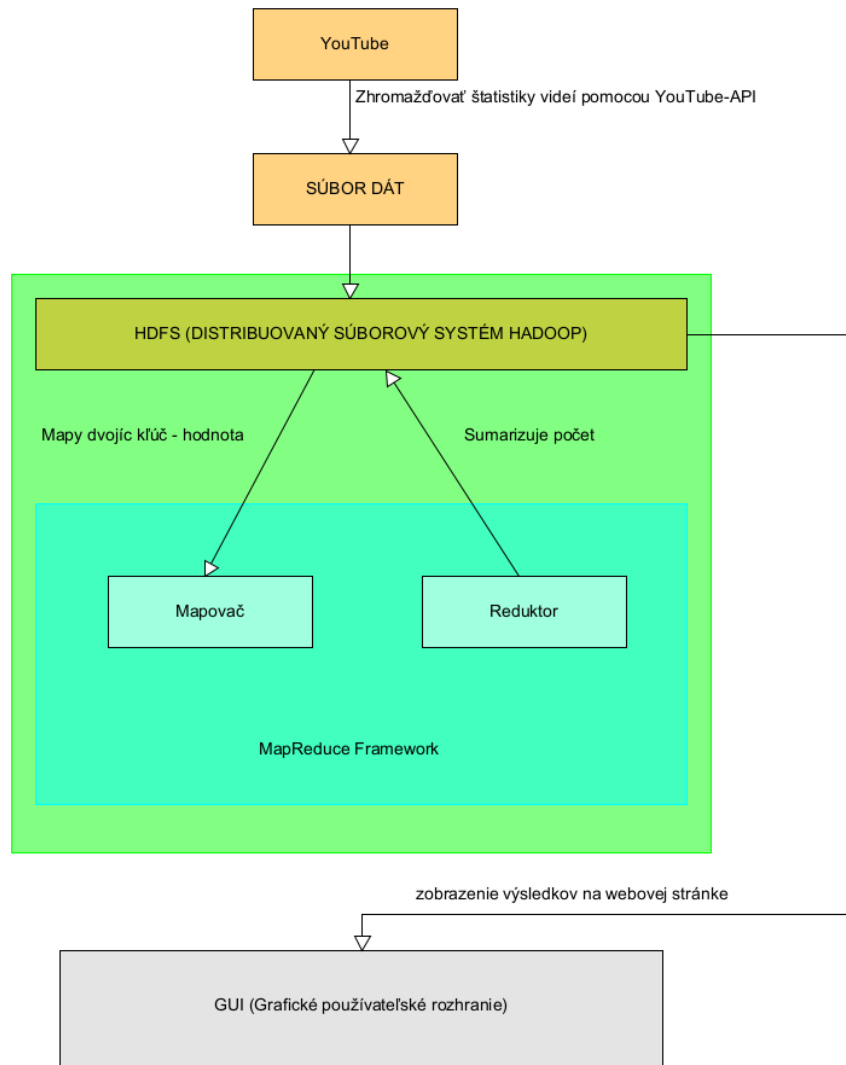 YouTube
Zhromažďovať štatistiky videí pomocou YouTube-API
SÚBOR DÁT
HDFS (DISTRIBUOVANÝ SÚBOROVÝ SYSTÉM HADOOP)
Mapy dvojíc kľúč - hodnota
Sumarizuje počet
Mapovač
Reduktor
MapReduce Framework
zobrazenie výsledkov na webovej stránke
GUI (Grafické používateľské rozhranie)